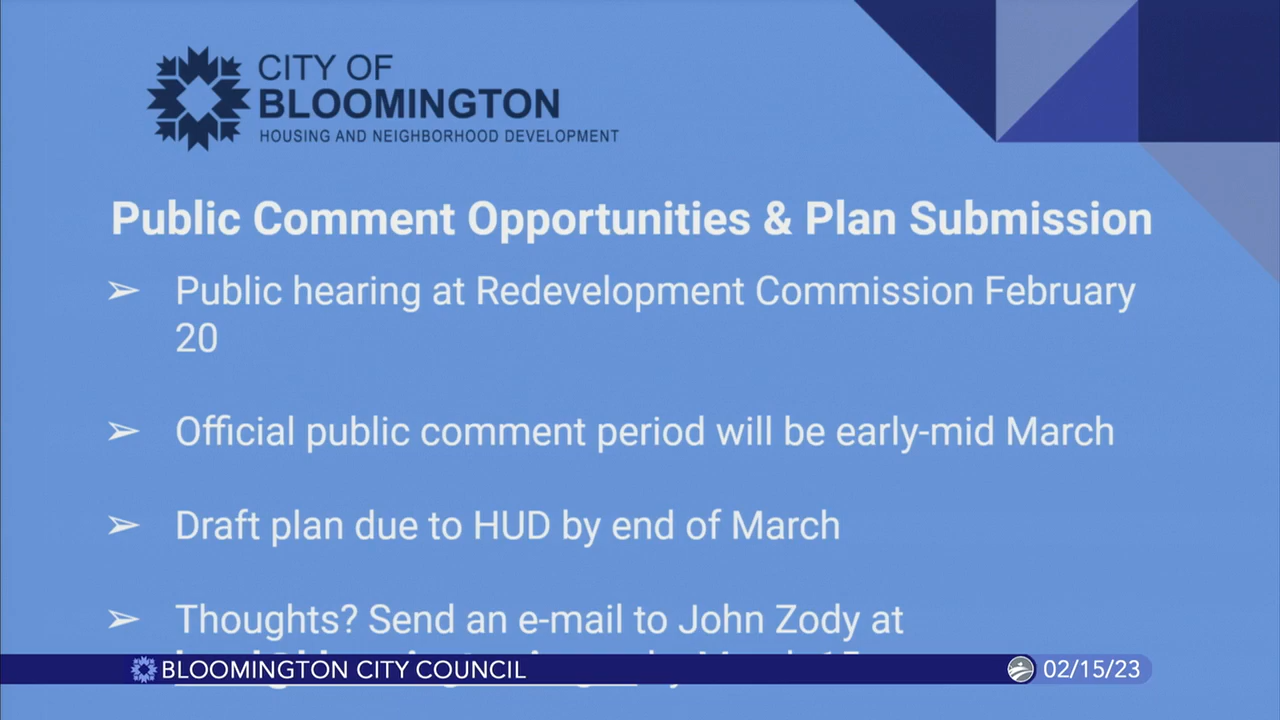 CITY OF
BLOOMINGTON
HOUSING AND NEIGHBORHOOD DEVELOPMENT
Public Comment Opportunities & Plan Submission
➢ Public hearing at Redevelopment Commission February
20
➢ Official public comment period will be early-mid March
➢ Draft plan due to HUD by end of March
➢ Thoughts? Send an e-mail to John Zody at
BLOOMINGTON CITY COUNCIL
02/15/23